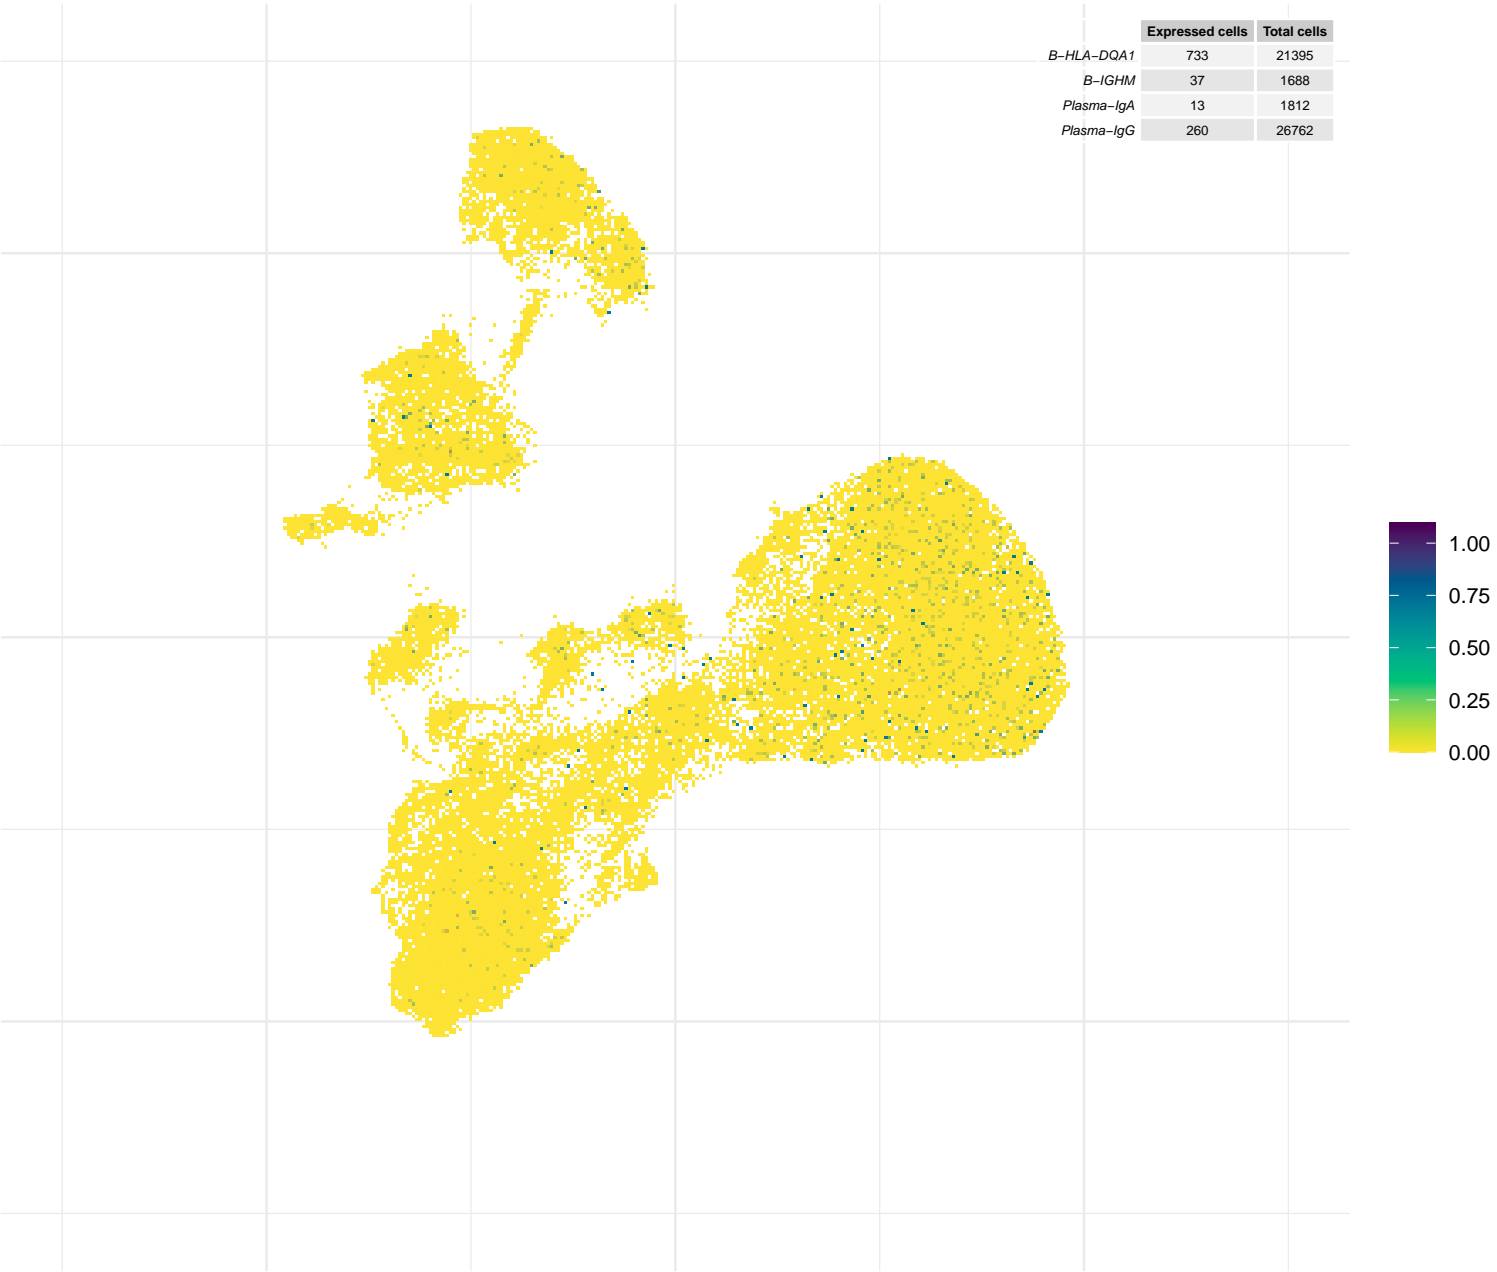 Expressed cells Total cells
B−HLA−DQA1 733 21395
B−IGHM 37 1688
Plasma−IgA 13 1812
Plasma−IgG 260 26762
1.00
0.75
0.50
0.25
0.00